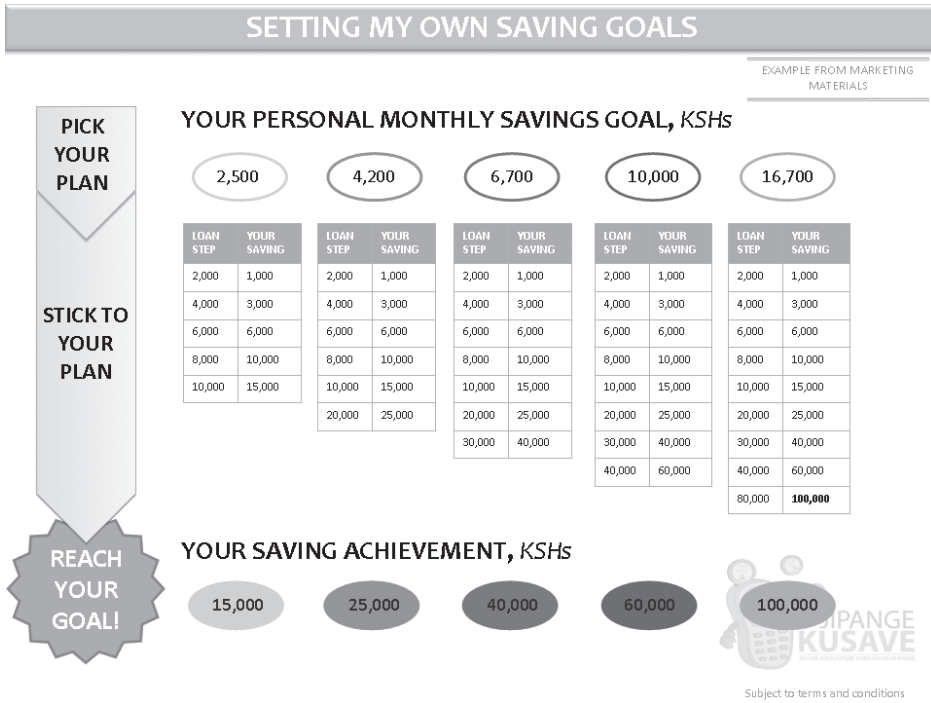 SETTING MY OWN SAVING GOALS
EXAMPLE FROM MARKETING
MATERIALS
PICK
YOUR
PLAN
STICK TO
YOUR
PLAN
REACH
YOUR
GOAL!
YOUR PERSONAL MONTHLY SAVINGS GOAL, KSHs
2,500 4,200 6,700 10,000 16,700
LOAN YOUR LOAN YOUR LOAN YOUR LOAN YOUR LOAN YOUR
STEP SAVING STEP SAVING STEP SAVING STEP SAVING STEP SAVING
2,000 1,000 2,000 1,000 2,000 1,000 2,000 1,000 2,000 1,000
4,000 3,000 4,000 3,000 4,000 3,000 4,000 3,000 4,000 3,000
6,000 6,000 6,000 6,000 6,000 6,000 6,000 6,000 6,000 6,000
8,000 10,000 8,000 10,000 8,000 10,000 8,000 10,000 8,000 10,000
10,000 15,000 10,000 15,000 10,000 15,000 10,000 15,000 10,000 15,000
20,000 25,000 20,000 25,000 20,000 25,000 20,000 25,000
30,000 40,000 30,000 40,000 30,000 40,000
40,000 60,000 40,000 60,000
80,000 100,000
YOUR SAVING ACHIEVEMENT, KSHs
15,000 25,000 40,000 60,000 100,000
SIPANGE
KUSAVE
SECURE YOUR FUTURE THROUGH YOUR PHONE
Subject to terms and conditions